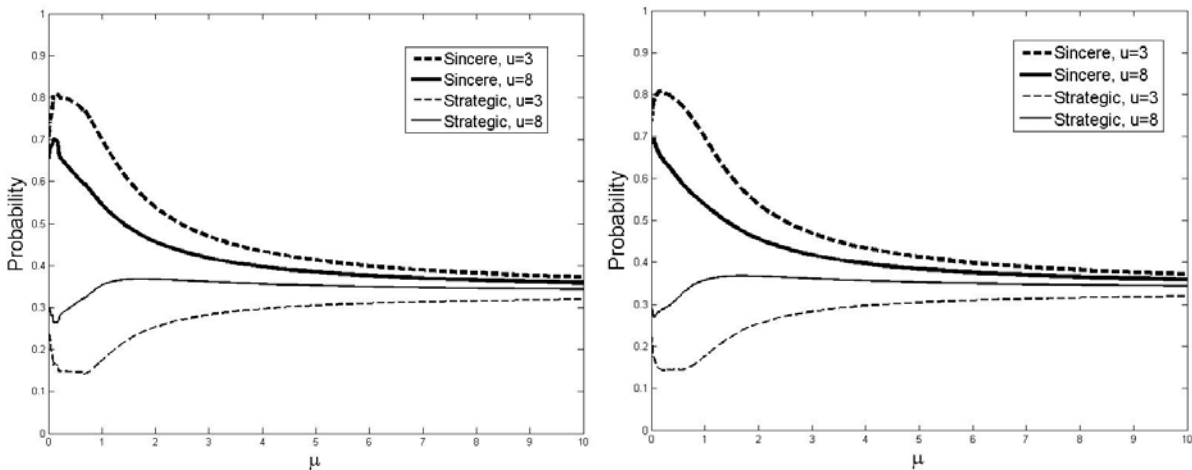 1
0.9
0.8
0.7
0.6
0.5
0.4
0.3
0.2
0.1
0
Probability
Sincere, u=3
Sincere, u=8
Strategic, u=3
Strategic, u=8
0 1 2 3 4 5 6 7 8 9 10
μ
1
0.9
0.8
0.7
0.6
0.5
0.4
0.3
0.2
0.1
0
Probability
Sincere, u=3
Sincere, u=8
Strategic, u=3
Strategic, u=8
0 1 2 3 4 5 6 7 8 9 10
μ